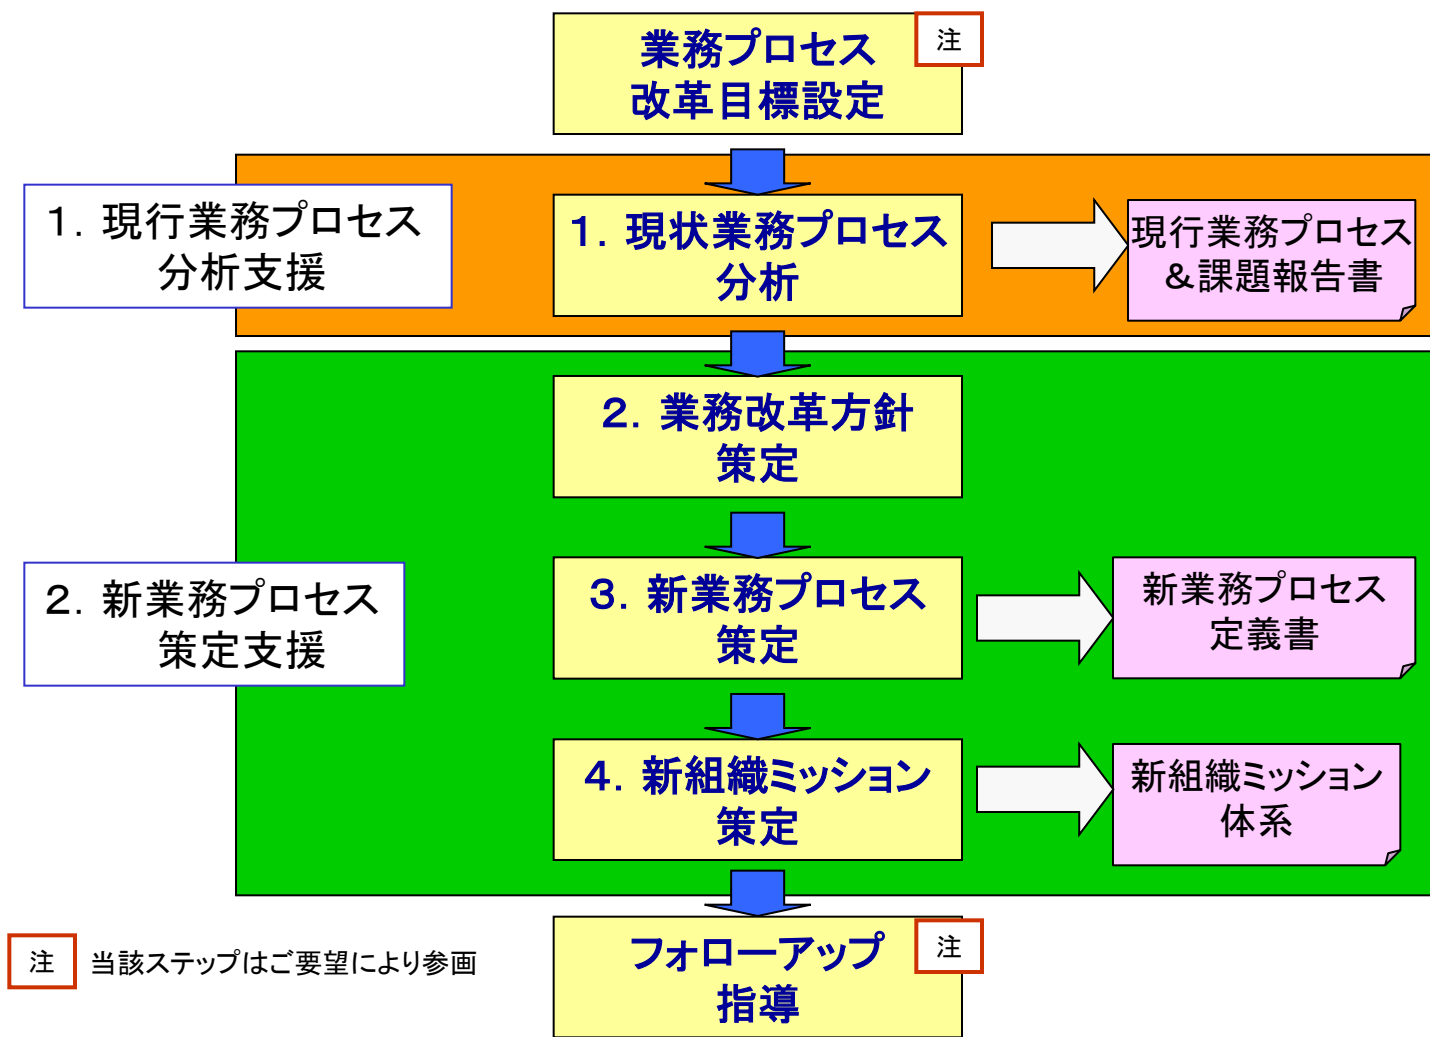 業務プロセス
改革目標設定
注
1. 現行業務プロセス
分析支援
1. 現状業務プロセス
分析
現行業務プロセス
&課題報告書
2. 業務改革方針
策定
2. 新業務プロセス
策定支援
3. 新業務プロセス
策定
新業務プロセス
定義書
4. 新組織ミッション
策定
新組織ミッション
体系
フォローアップ
指導
注
注 当該ステップはご要望により参画